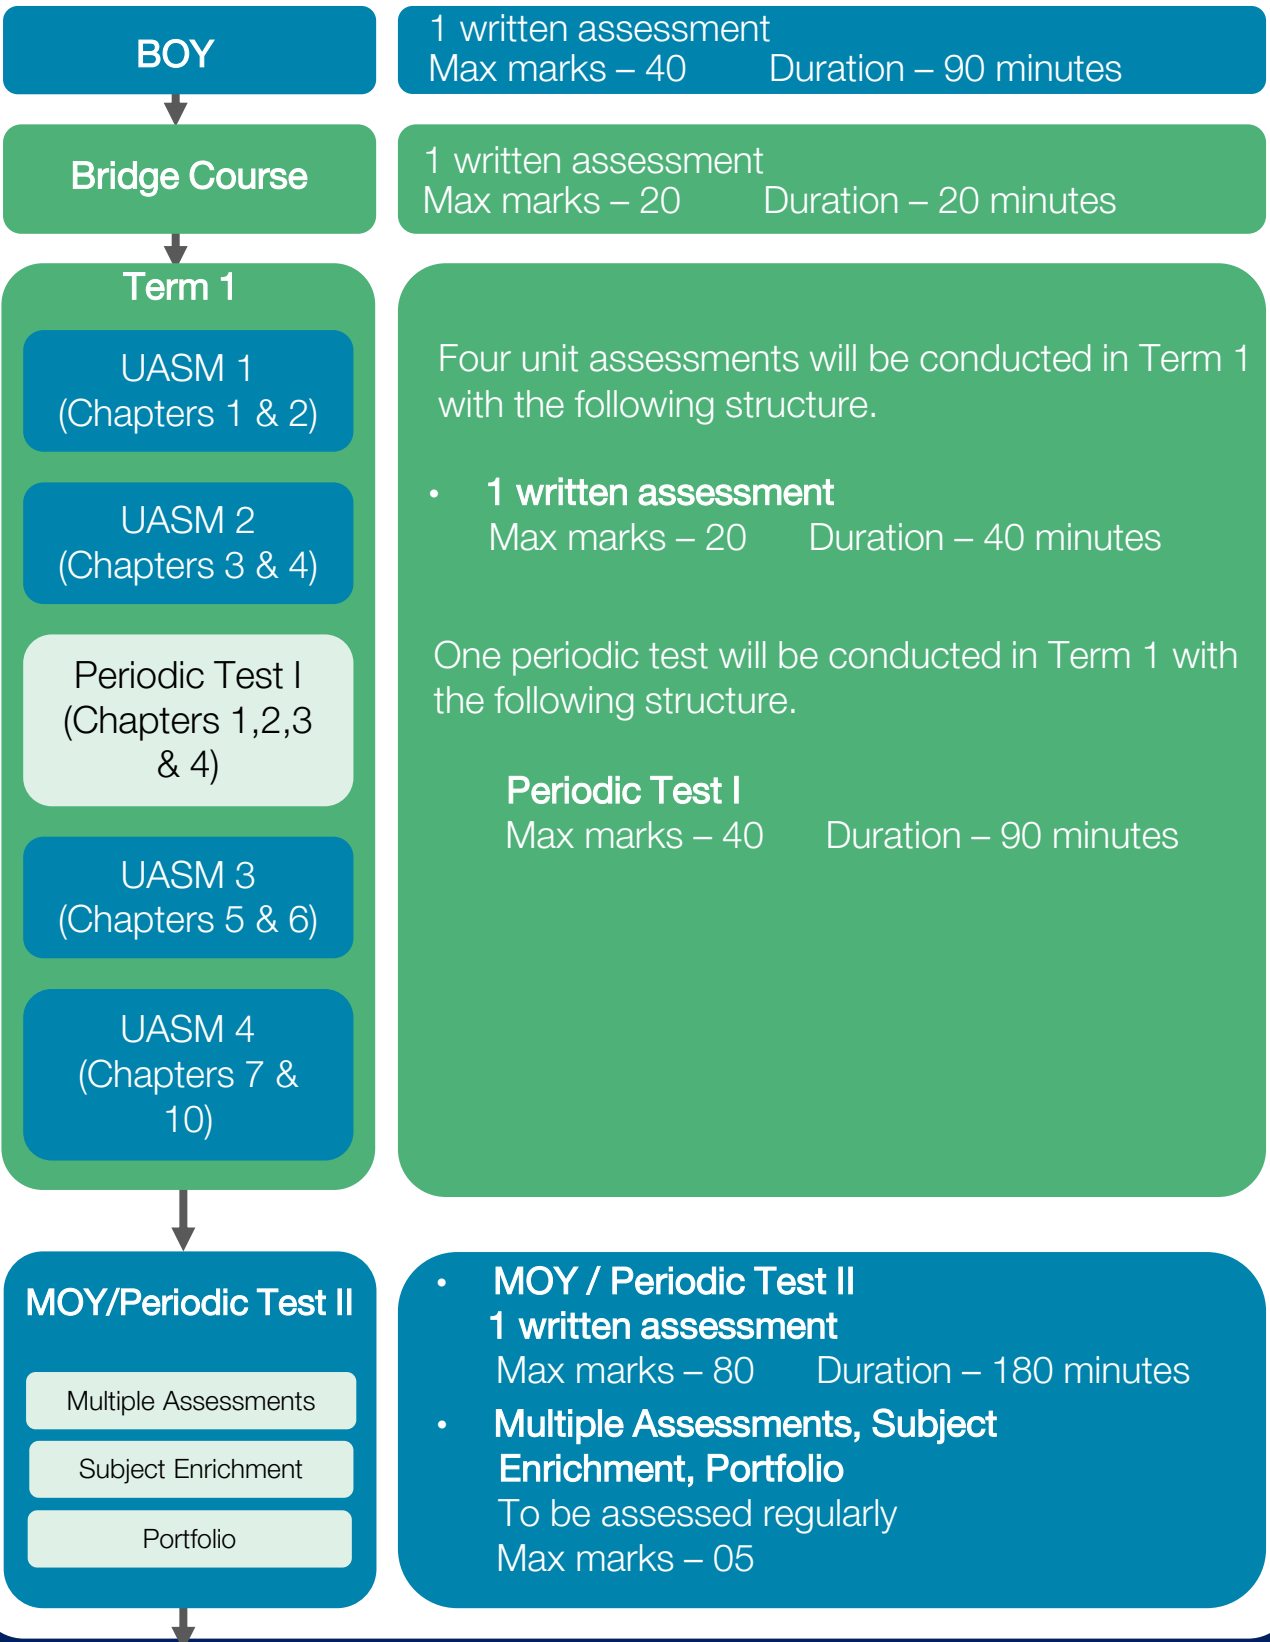 BOY
1 written assessment
Max marks – 40 Duration – 90 minutes
Bridge Course
1 written assessment
Max marks – 20 Duration – 20 minutes
Term 1
UASM 1
(Chapters 1 & 2)
UASM 2
(Chapters 3 & 4)
Periodic Test I
(Chapters 1,2,3
& 4)
UASM 3
(Chapters 5 & 6)
UASM 4
(Chapters 7 &
10)
Four unit assessments will be conducted in Term 1
with the following structure.
• 1 written assessment
Max marks – 20 Duration – 40 minutes
One periodic test will be conducted in Term 1 with
the following structure.
Periodic Test I
Max marks – 40 Duration – 90 minutes
MOY/Periodic Test II
Multiple Assessments
Subject Enrichment
Portfolio
• MOY / Periodic Test II
1 written assessment
Max marks – 80 Duration – 180 minutes
• Multiple Assessments, Subject
Enrichment, Portfolio
To be assessed regularly
Max marks – 05